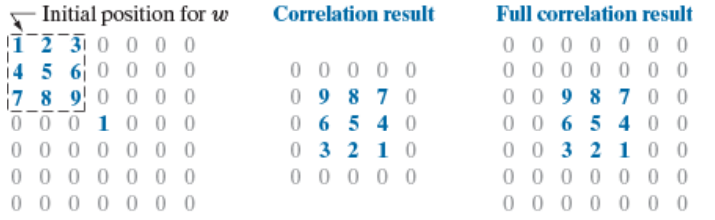 Initial position for w
1 2 3 0 0 0 0
4 5 6 0 0 0 0
7 8 9 0 0 0 0
0 0 0 1 0 0 0
0 0 0 0 0 0 0
0 0 0 0 0 0 0
0 0 0 0 0 0 0
Correlation result
0 0 0 0 0
0 9 8 7 0
0 6 5 4 0
0 3 2 1 0
0 0 0 0 0
Full correlation result
0 0 0 0 0 0 0
0 0 0 0 0 0 0
0 0 9 8 7 0 0
0 0 6 5 4 0 0
0 0 3 2 1 0 0
0 0 0 0 0 0 0
0 0 0 0 0 0 0